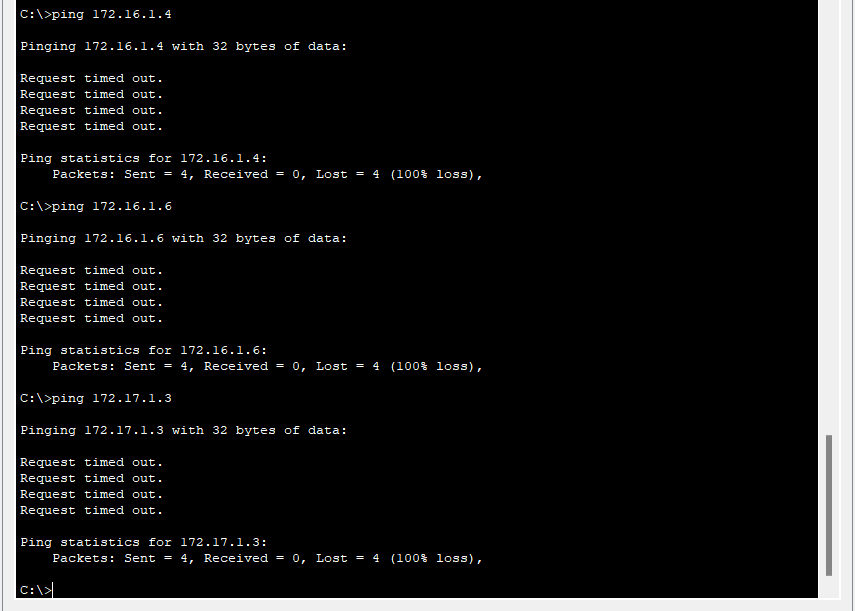 C:\>ping 172.16.1.4
Pinging 172.16.1.4 with 32 bytes of data:
Request timed out.
Request timed out.
Request timed out.
Request timed out.
Ping statistics for 172.16.1.4:
    Packets: Sent = 4, Received = 0, Lost = 4 (100% loss),
C:\>ping 172.16.1.6
Pinging 172.16.1.6 with 32 bytes of data:
Request timed out.
Request timed out.
Request timed out.
Request timed out.
Ping statistics for 172.16.1.6:
    Packets: Sent = 4, Received = 0, Lost = 4 (100% loss),
C:\>ping 172.17.1.3
Pinging 172.17.1.3 with 32 bytes of data:
Request timed out.
Request timed out.
Request timed out.
Request timed out.
Ping statistics for 172.17.1.3:
    Packets: Sent = 4, Received = 0, Lost = 4 (100% loss),
C:\>